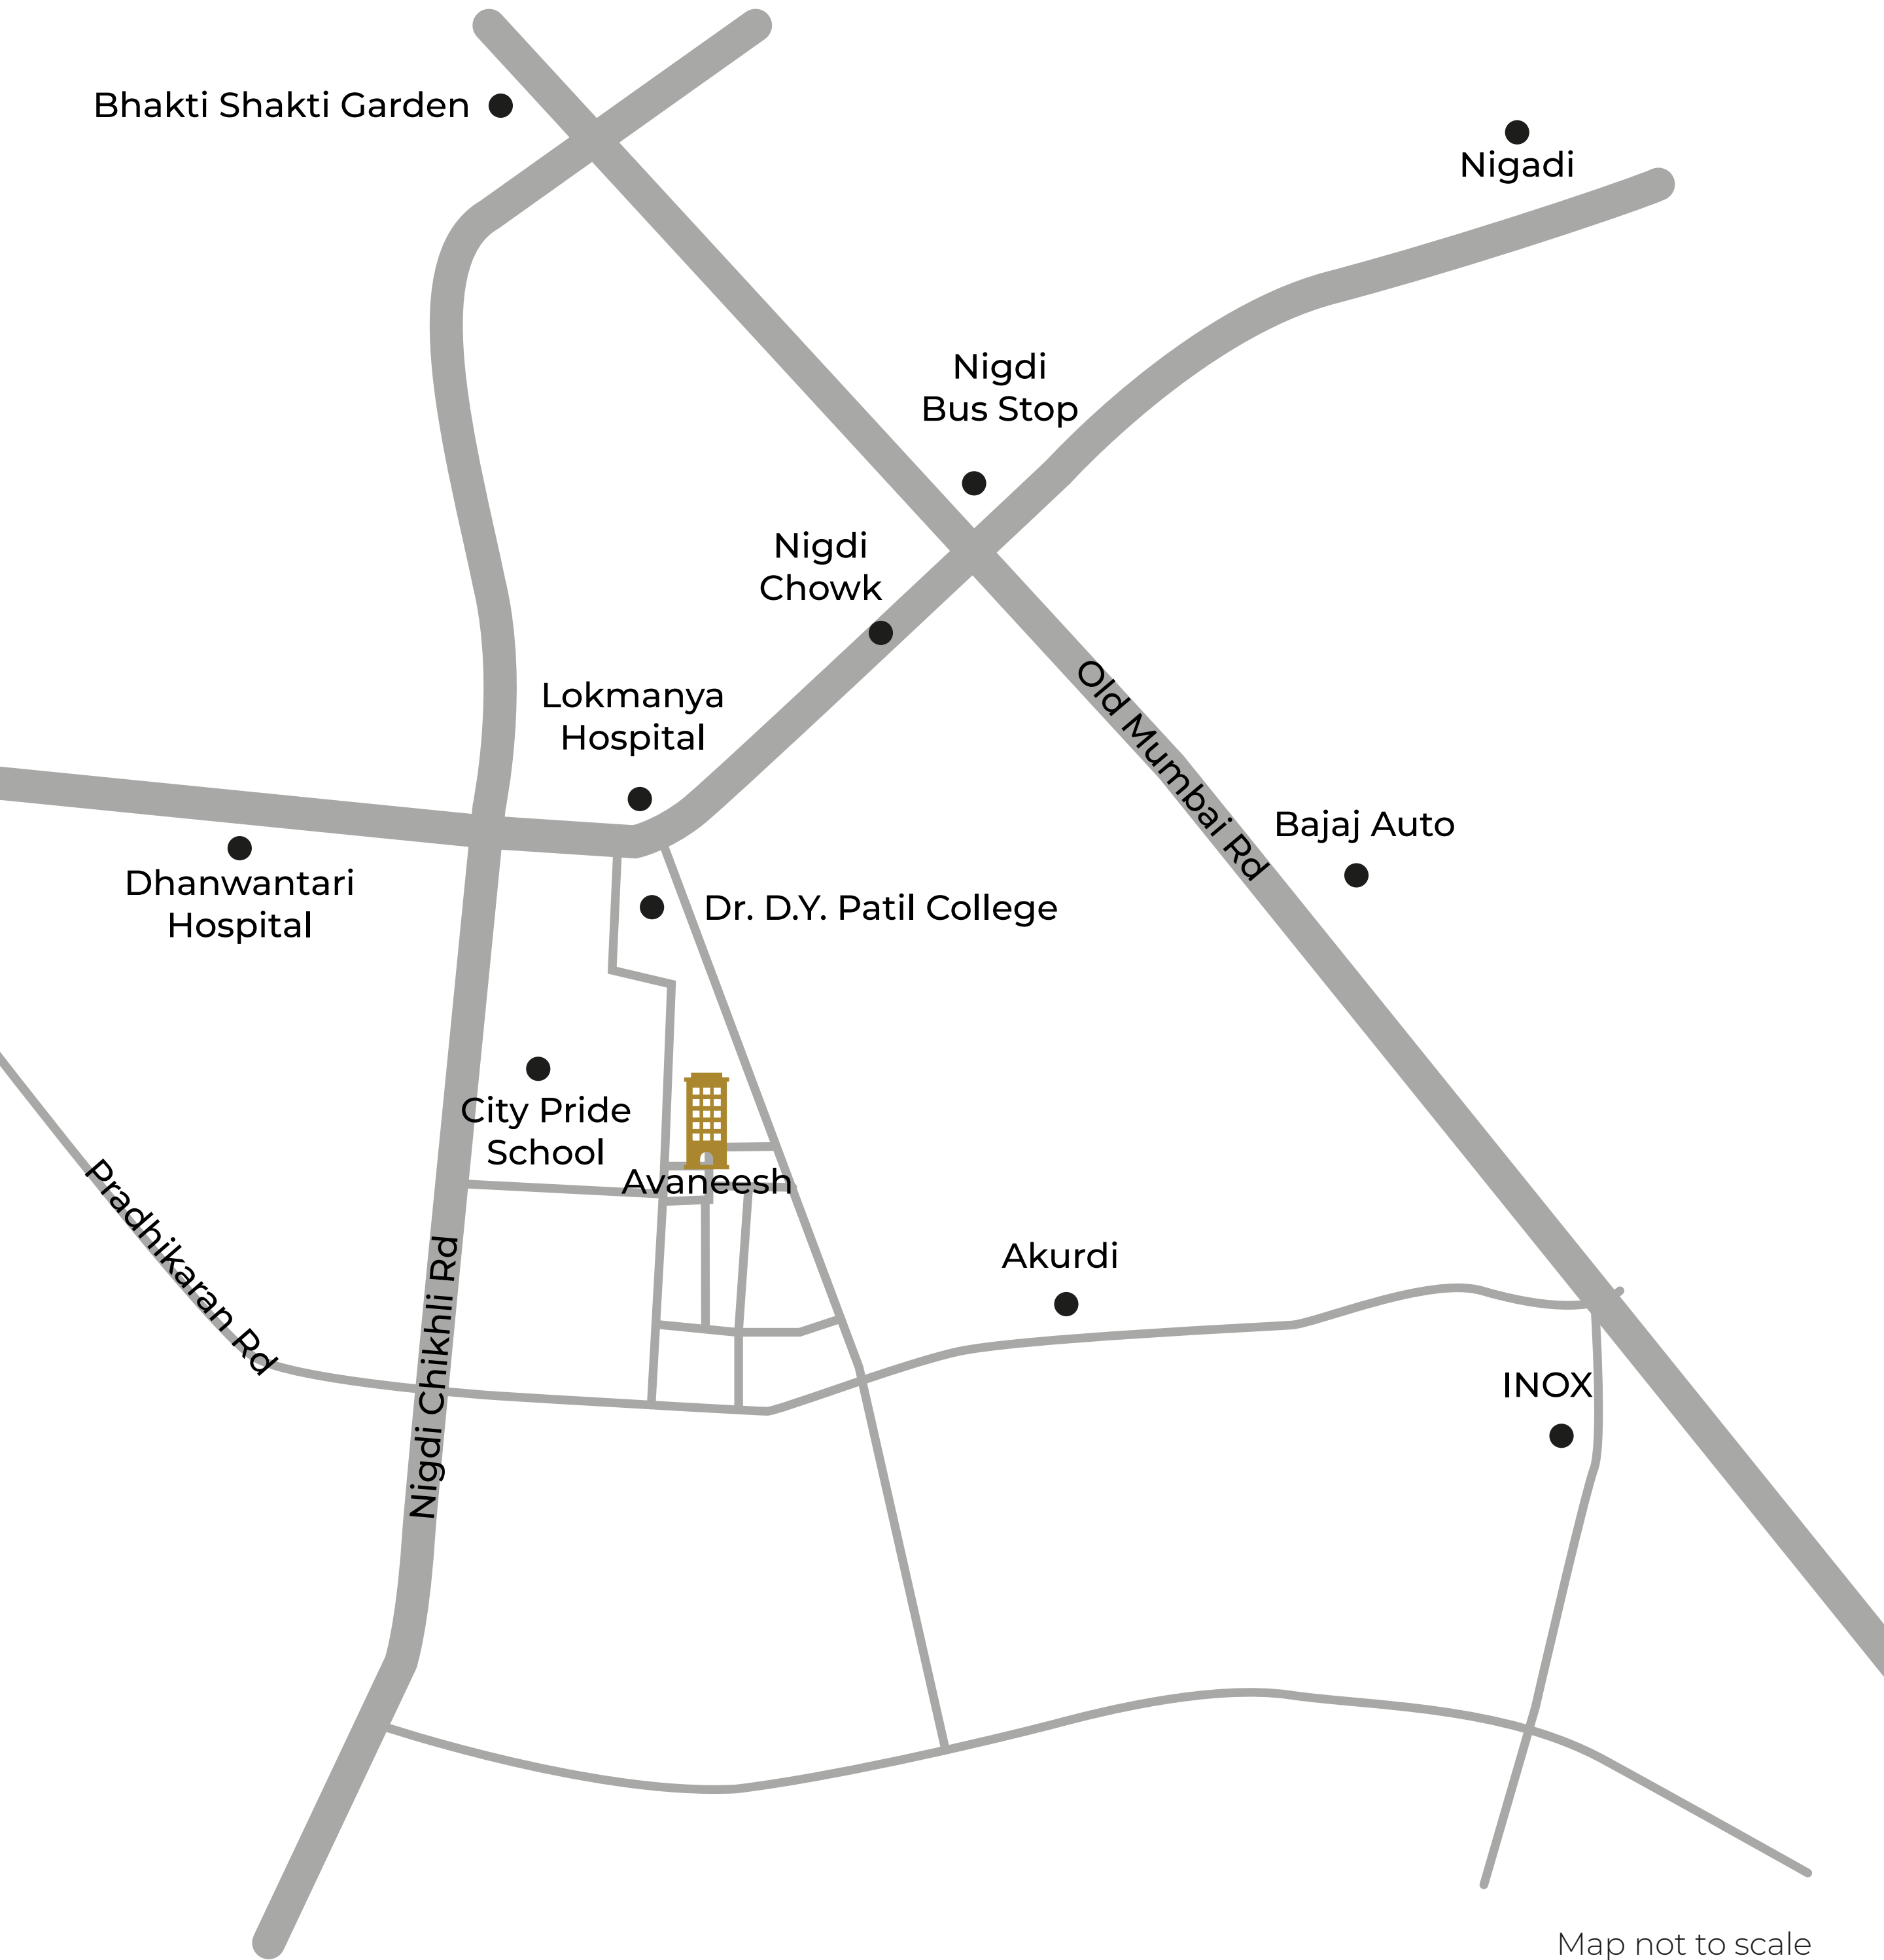 Bhakti Shakti Garden
Nigadi
Nigdi
Bus Stop
Nigdi
Chowk
Lokmanya
Hospital
Old Mumbai Rd
Bajaj Auto
Dhanwantari
Hospital
Dr. D.Y. Patil College
City Pride
School
Avaneesh
Pradhikaran Rd
Nigdi Chikhli Rd
Akurdi
INOX
Map not to scale